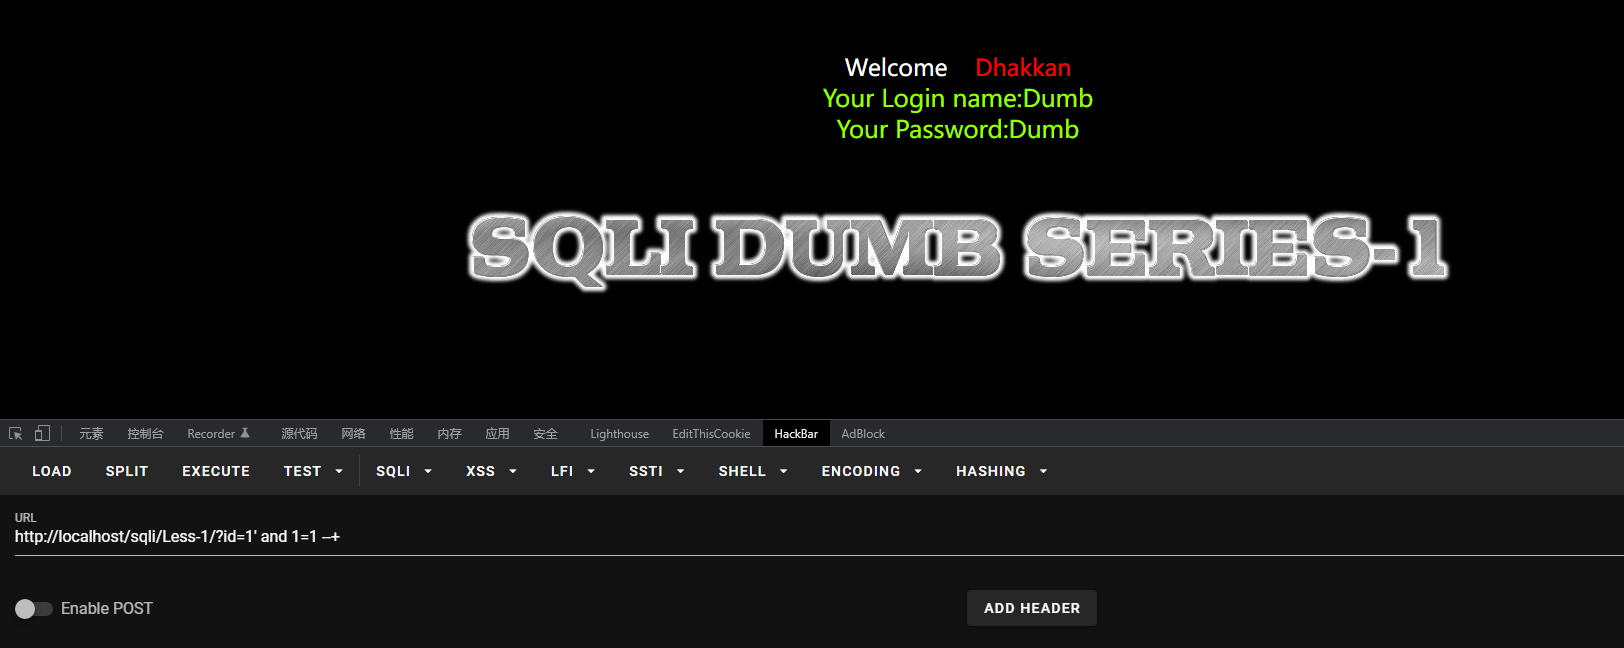 Welcome Dhakkan
Your Login name:Dumb
Your Password:Dumb
SQLI DUMB SERIES-1
元素 控制台 Recorder 源代码 网络 性能 内存 应用 安全 Lighthouse EditThisCookie HackBar AdBlock
LOAD SPLIT EXECUTE TEST SQLI XSS LFI SSTI SHELL ENCODING HASHING
URL
http://localhost/sqli/Less-1/?id=1' and 1=1 --+
Enable POST ADD HEADER